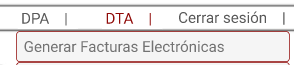 DPA | DTA | Cerrar sesión |
Generar Facturas Electrónicas